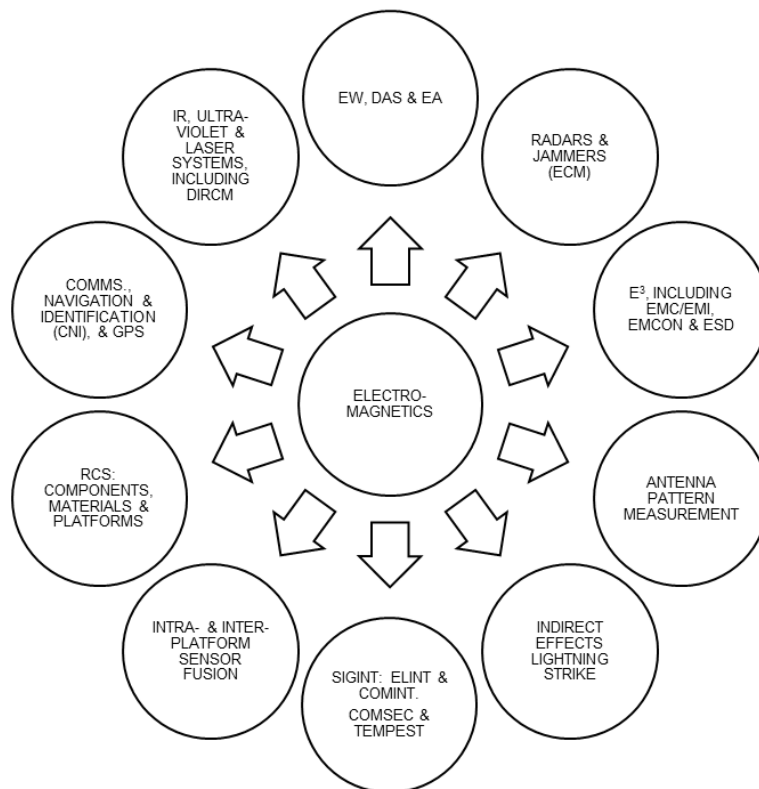 EW, DAS & EA
RADARS &
JAMMERS
(ECM)
E³, INCLUDING
EMC/EMI,
EMCON & ESD
ANTENNA
PATTERN
MEASUREMENT
INDIRECT
EFFECTS
LIGHTNING
STRIKE
SIGINT: ELINT &
COMINT.
COMSEC &
TEMPEST
INTRA- & INTER-
PLATFORM
SENSOR
FUSION
RCS:
COMPONENTS,
MATERIALS &
PLATFORMS
COMMS.,
NAVIGATION &
IDENTIFICATION
(CNI), & GPS
IR, ULTRA-
VIOLET &
LASER
SYSTEMS,
INCLUDING
DIRCM
ELECTRO-
MAGNETICS